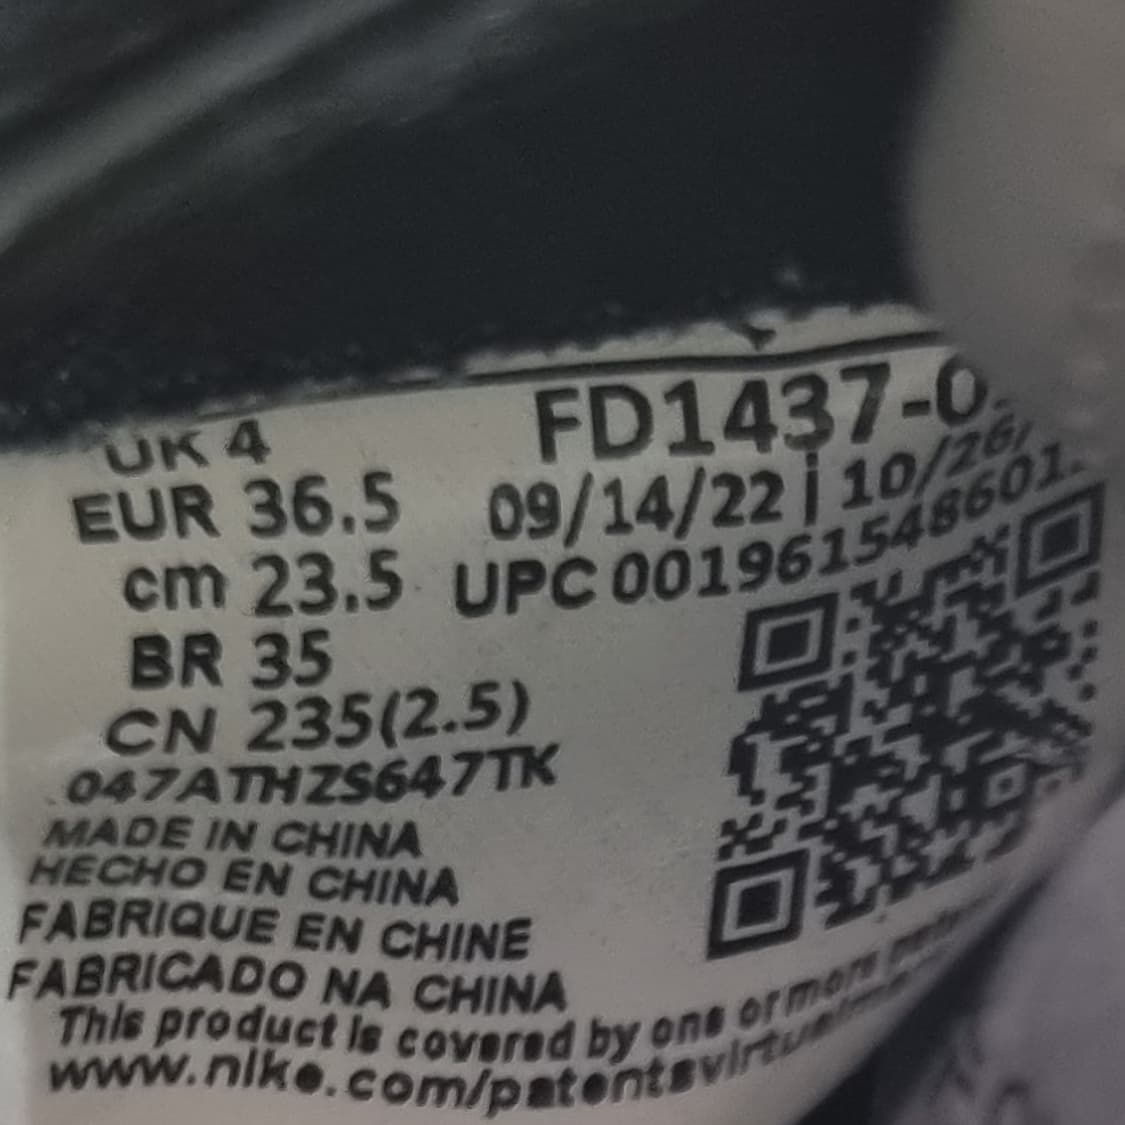 UK 4
FD1437-0
EUR 36.5
09/14/22 | 10/26/
cm 23.5
UPC 001961548601
BR 35
CN 235(2.5)
047ATHZS647TK
MADE IN CHINA
HECHO EN CHINA
FABRIQUE EN CHINE
FABRICADO NA CHINA
This product is covered by one or more
www.nike.com/patentsvirtualm